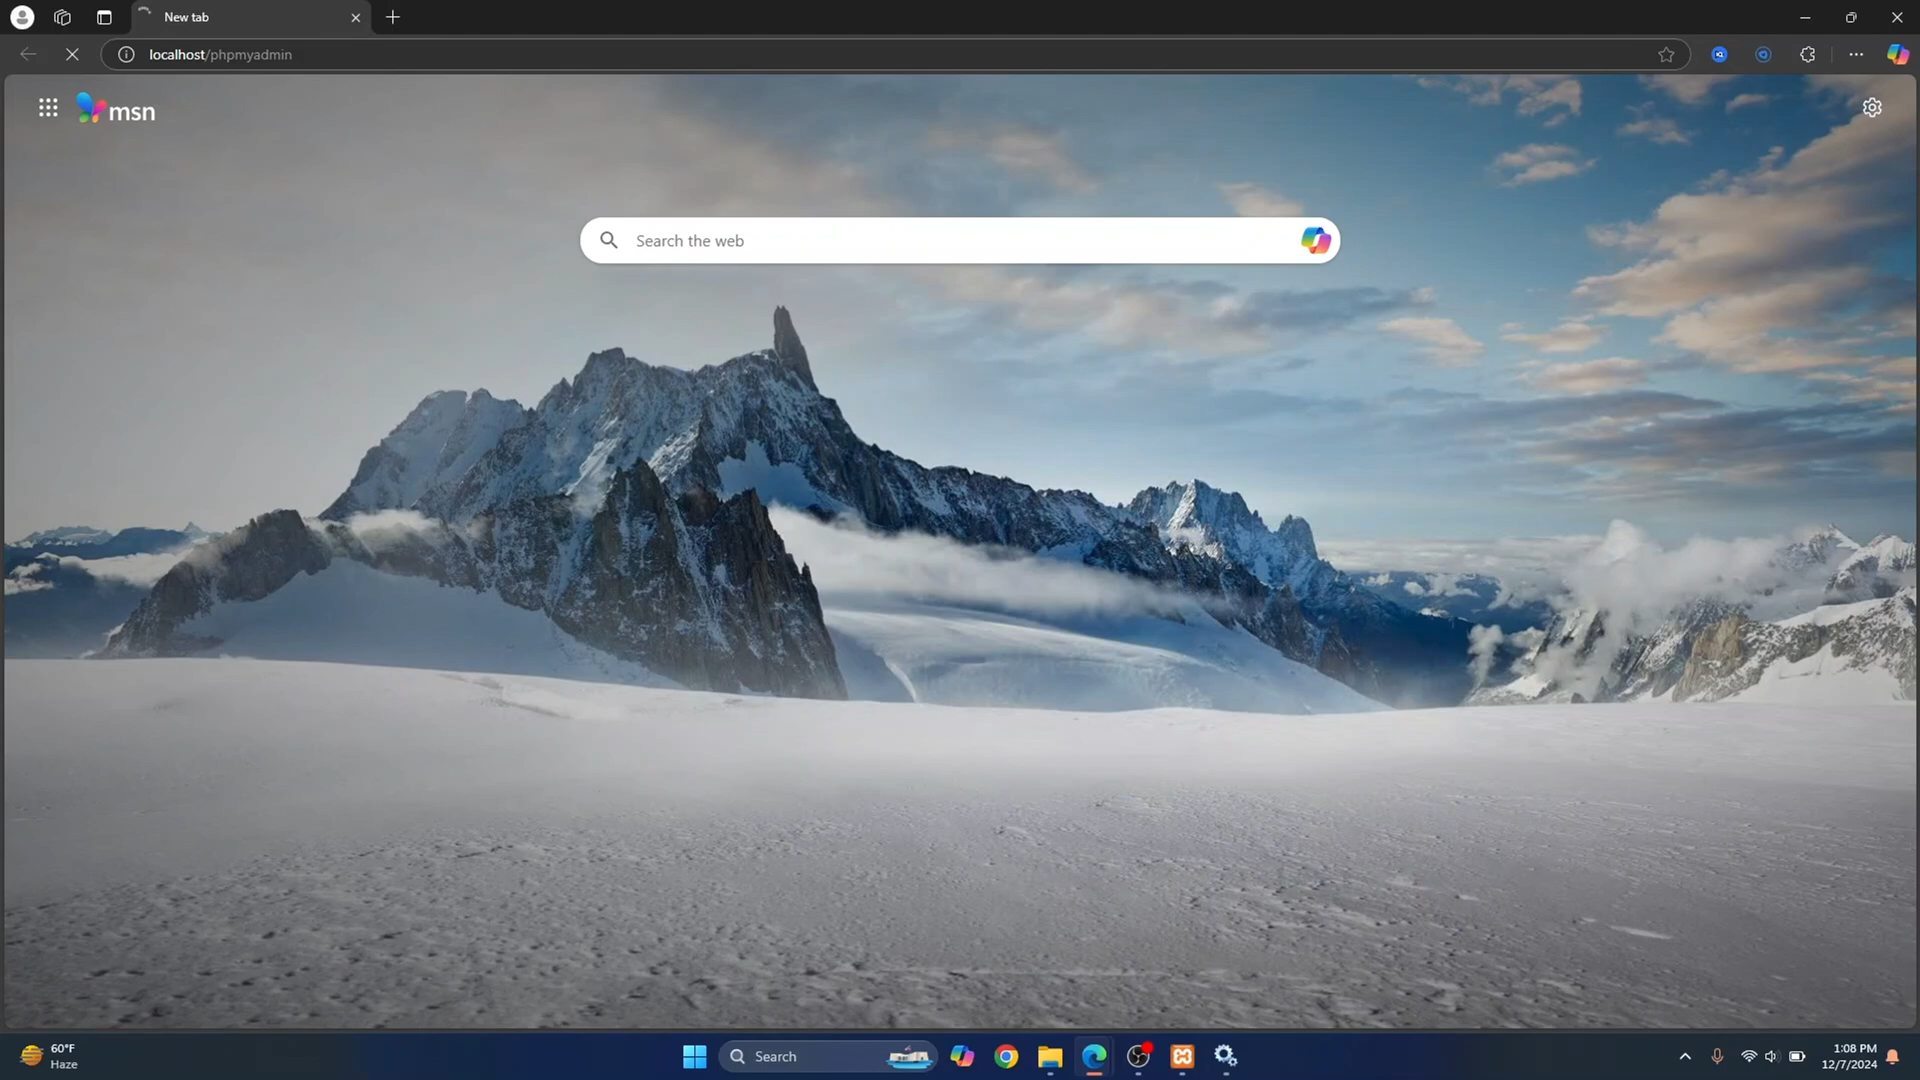 New tab
localhost/phpmyadmin
msn
Search the web
60°F
Haze
Search
1:08 PM
12/7/2024